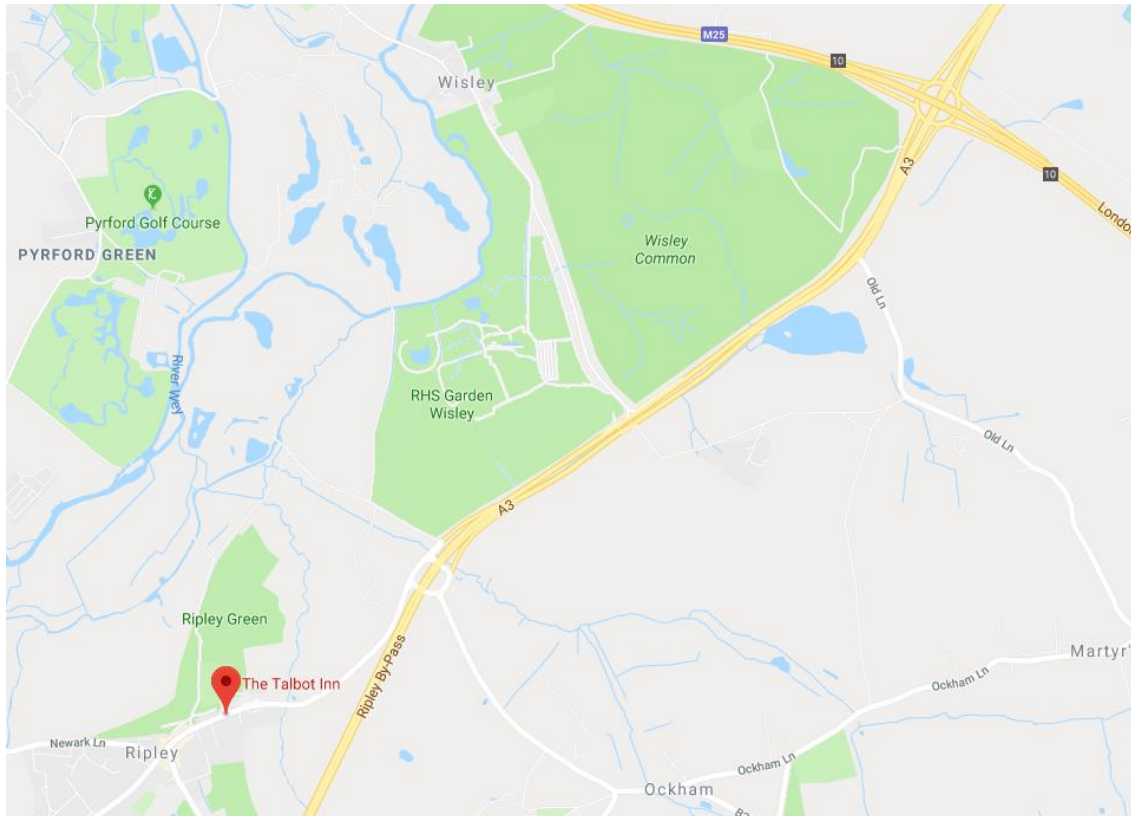 M25
10
Wisley
A3
10
London
Pyrford Golf Course
PYRFORD GREEN
Wisley
Common
Old Ln
River Wey
RHS Garden
Wisley
Old Ln
A3
Ripley Green
Ripley By-Pass
Martyr'
The Talbot Inn
Ockham Ln
Newark Ln
Ripley
Ockham Ln
Ockham